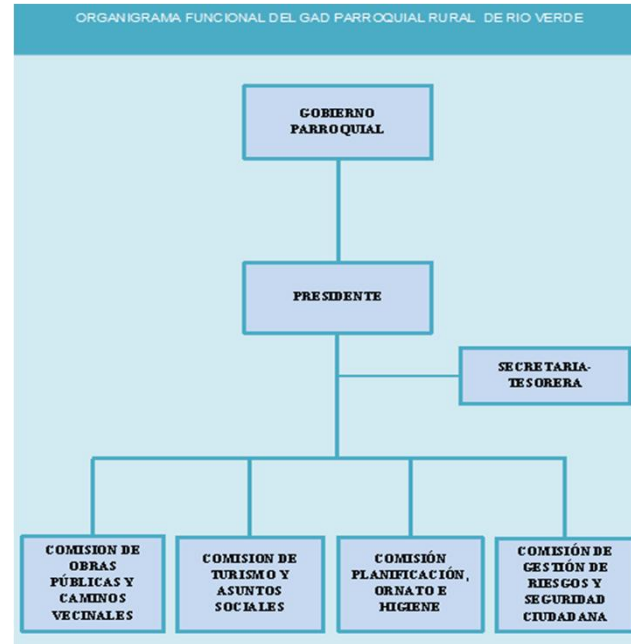 ORGANIGRAMA FUNCIONAL DEL GAD PARROQUIAL RURAL DE RIO VERDE
GOBIERNO
PARROQUIAL
PRESIDENTE
SECRETARIA-
TESORERA
COMISION DE
OBRAS
PÚBLICAS Y
CAMINOS
VECINALES
COMISION DE
TURISMO Y
ASUNTOS
SOCIALES
COMISIÓN
PLANIFICACIÓN,
ORNATO E
HIGIENE
COMISIÓN DE
GESTIÓN DE
RIESGOS Y
SEGURIDAD
CIUDADANA